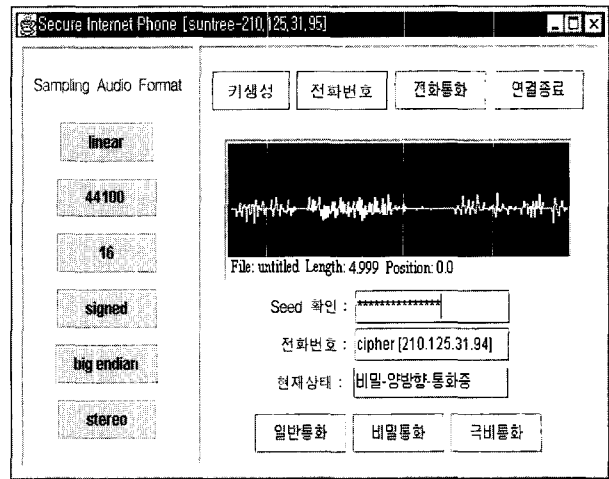 Secure Internet Phone [suntree-210,125,31,95]
Sampling Audio Format
linear
44100
16
signed
big endian
stereo
키생성 전화번호 전화통화 연결종료
File: untitled Length: 4.999 Position: 0.0
Seed 확인 : ***************
전화번호 : cipher [210.125.31.94]
현재상태 : 비밀-양방향-통화중
일반통화 비밀통화 극비통화